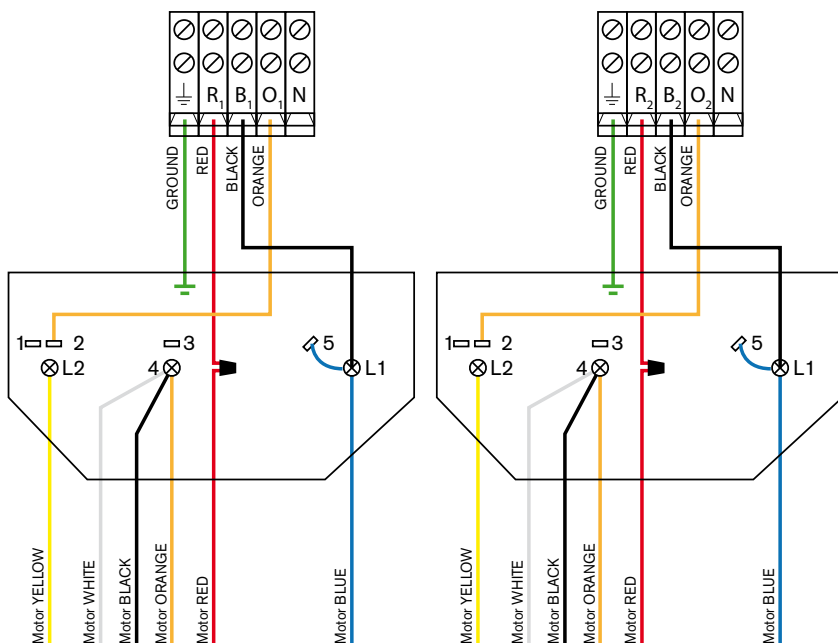 ⏚ R1 B1 O1 N
GROUND
RED
BLACK
ORANGE
1 2
3
5
L2
4
L1
Motor YELLOW
Motor WHITE
Motor BLACK
Motor ORANGE
Motor RED
Motor BLUE
⏚ R2 B2 O2 N
GROUND
RED
BLACK
ORANGE
1 2
3
5
L2
4
L1
Motor YELLOW
Motor WHITE
Motor BLACK
Motor ORANGE
Motor RED
Motor BLUE